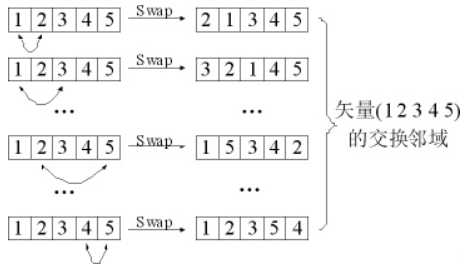 1 2 3 4 5 Swap 2 1 3 4 5
1 2 3 4 5 Swap 3 2 1 4 5
... ...
矢量(1 2 3 4 5)
的交换邻域
1 2 3 4 5 Swap 1 5 3 4 2
... ...
1 2 3 4 5 Swap 1 2 3 5 4